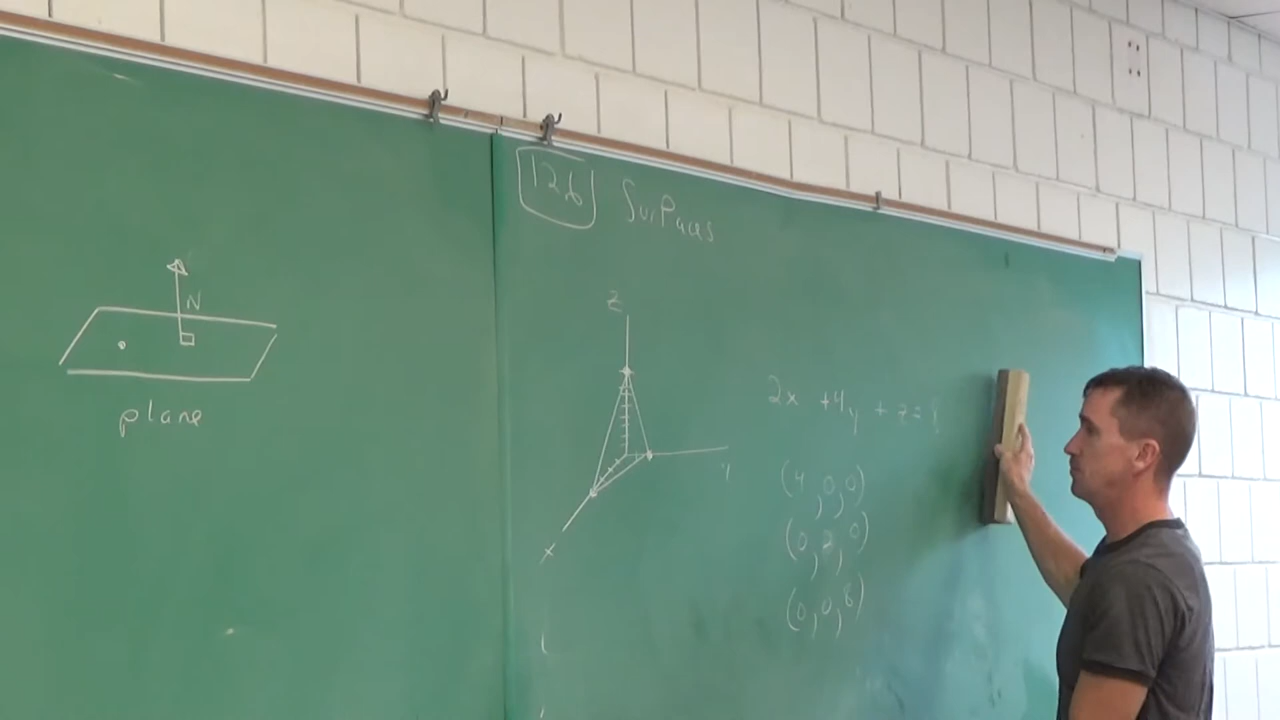 12.6 Surfaces
N
plane
z
y
x
2x +4y + z = 8
(4,0,0)
(0,2,0)
(0,0,8)